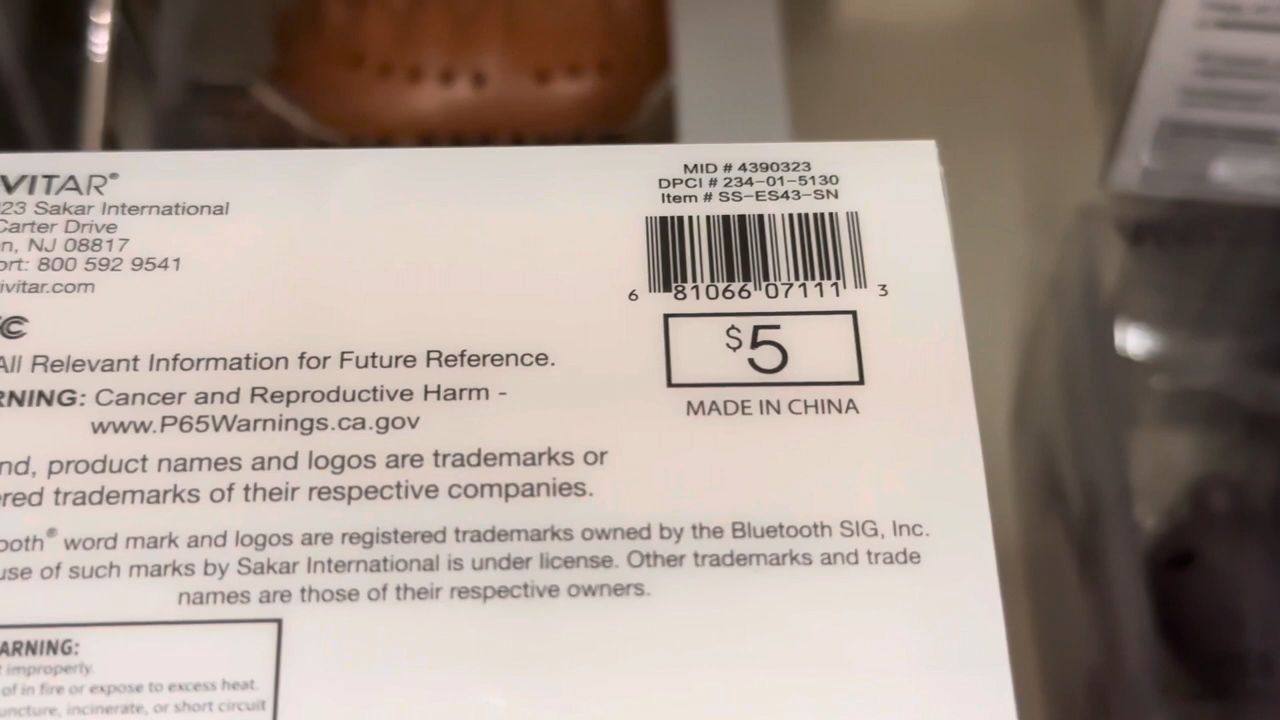 VITAR®
23 Sakar International
Carter Drive
n, NJ 08817
ort: 800 592 9541
ivitar.com
FC
All Relevant Information for Future Reference.
RNING: Cancer and Reproductive Harm -
www.P65Warnings.ca.gov
nd, product names and logos are trademarks or
ered trademarks of their respective companies.
ooth® word mark and logos are registered trademarks owned by the Bluetooth SIG, Inc.
use of such marks by Sakar International is under license. Other trademarks and trade
names are those of their respective owners.
ARNING:
t improperly.
of in fire or expose to excess heat.
uncture, incinerate, or short circuit
MID # 4390323
DPCI # 234-01-5130
Item # SS-ES43-SN
6 81066 07111 3
$5
MADE IN CHINA